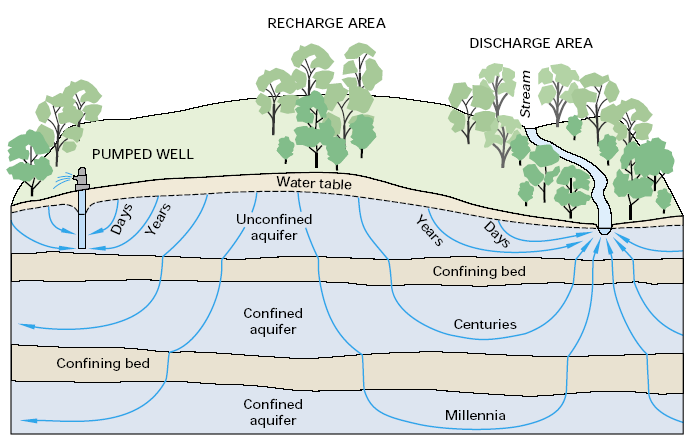 RECHARGE AREA
DISCHARGE AREA
Stream
PUMPED WELL
Water table
Days
Years
Unconfined
aquifer
Years
Days
Confining bed
Confined
aquifer
Centuries
Confining bed
Confined
aquifer
Millennia